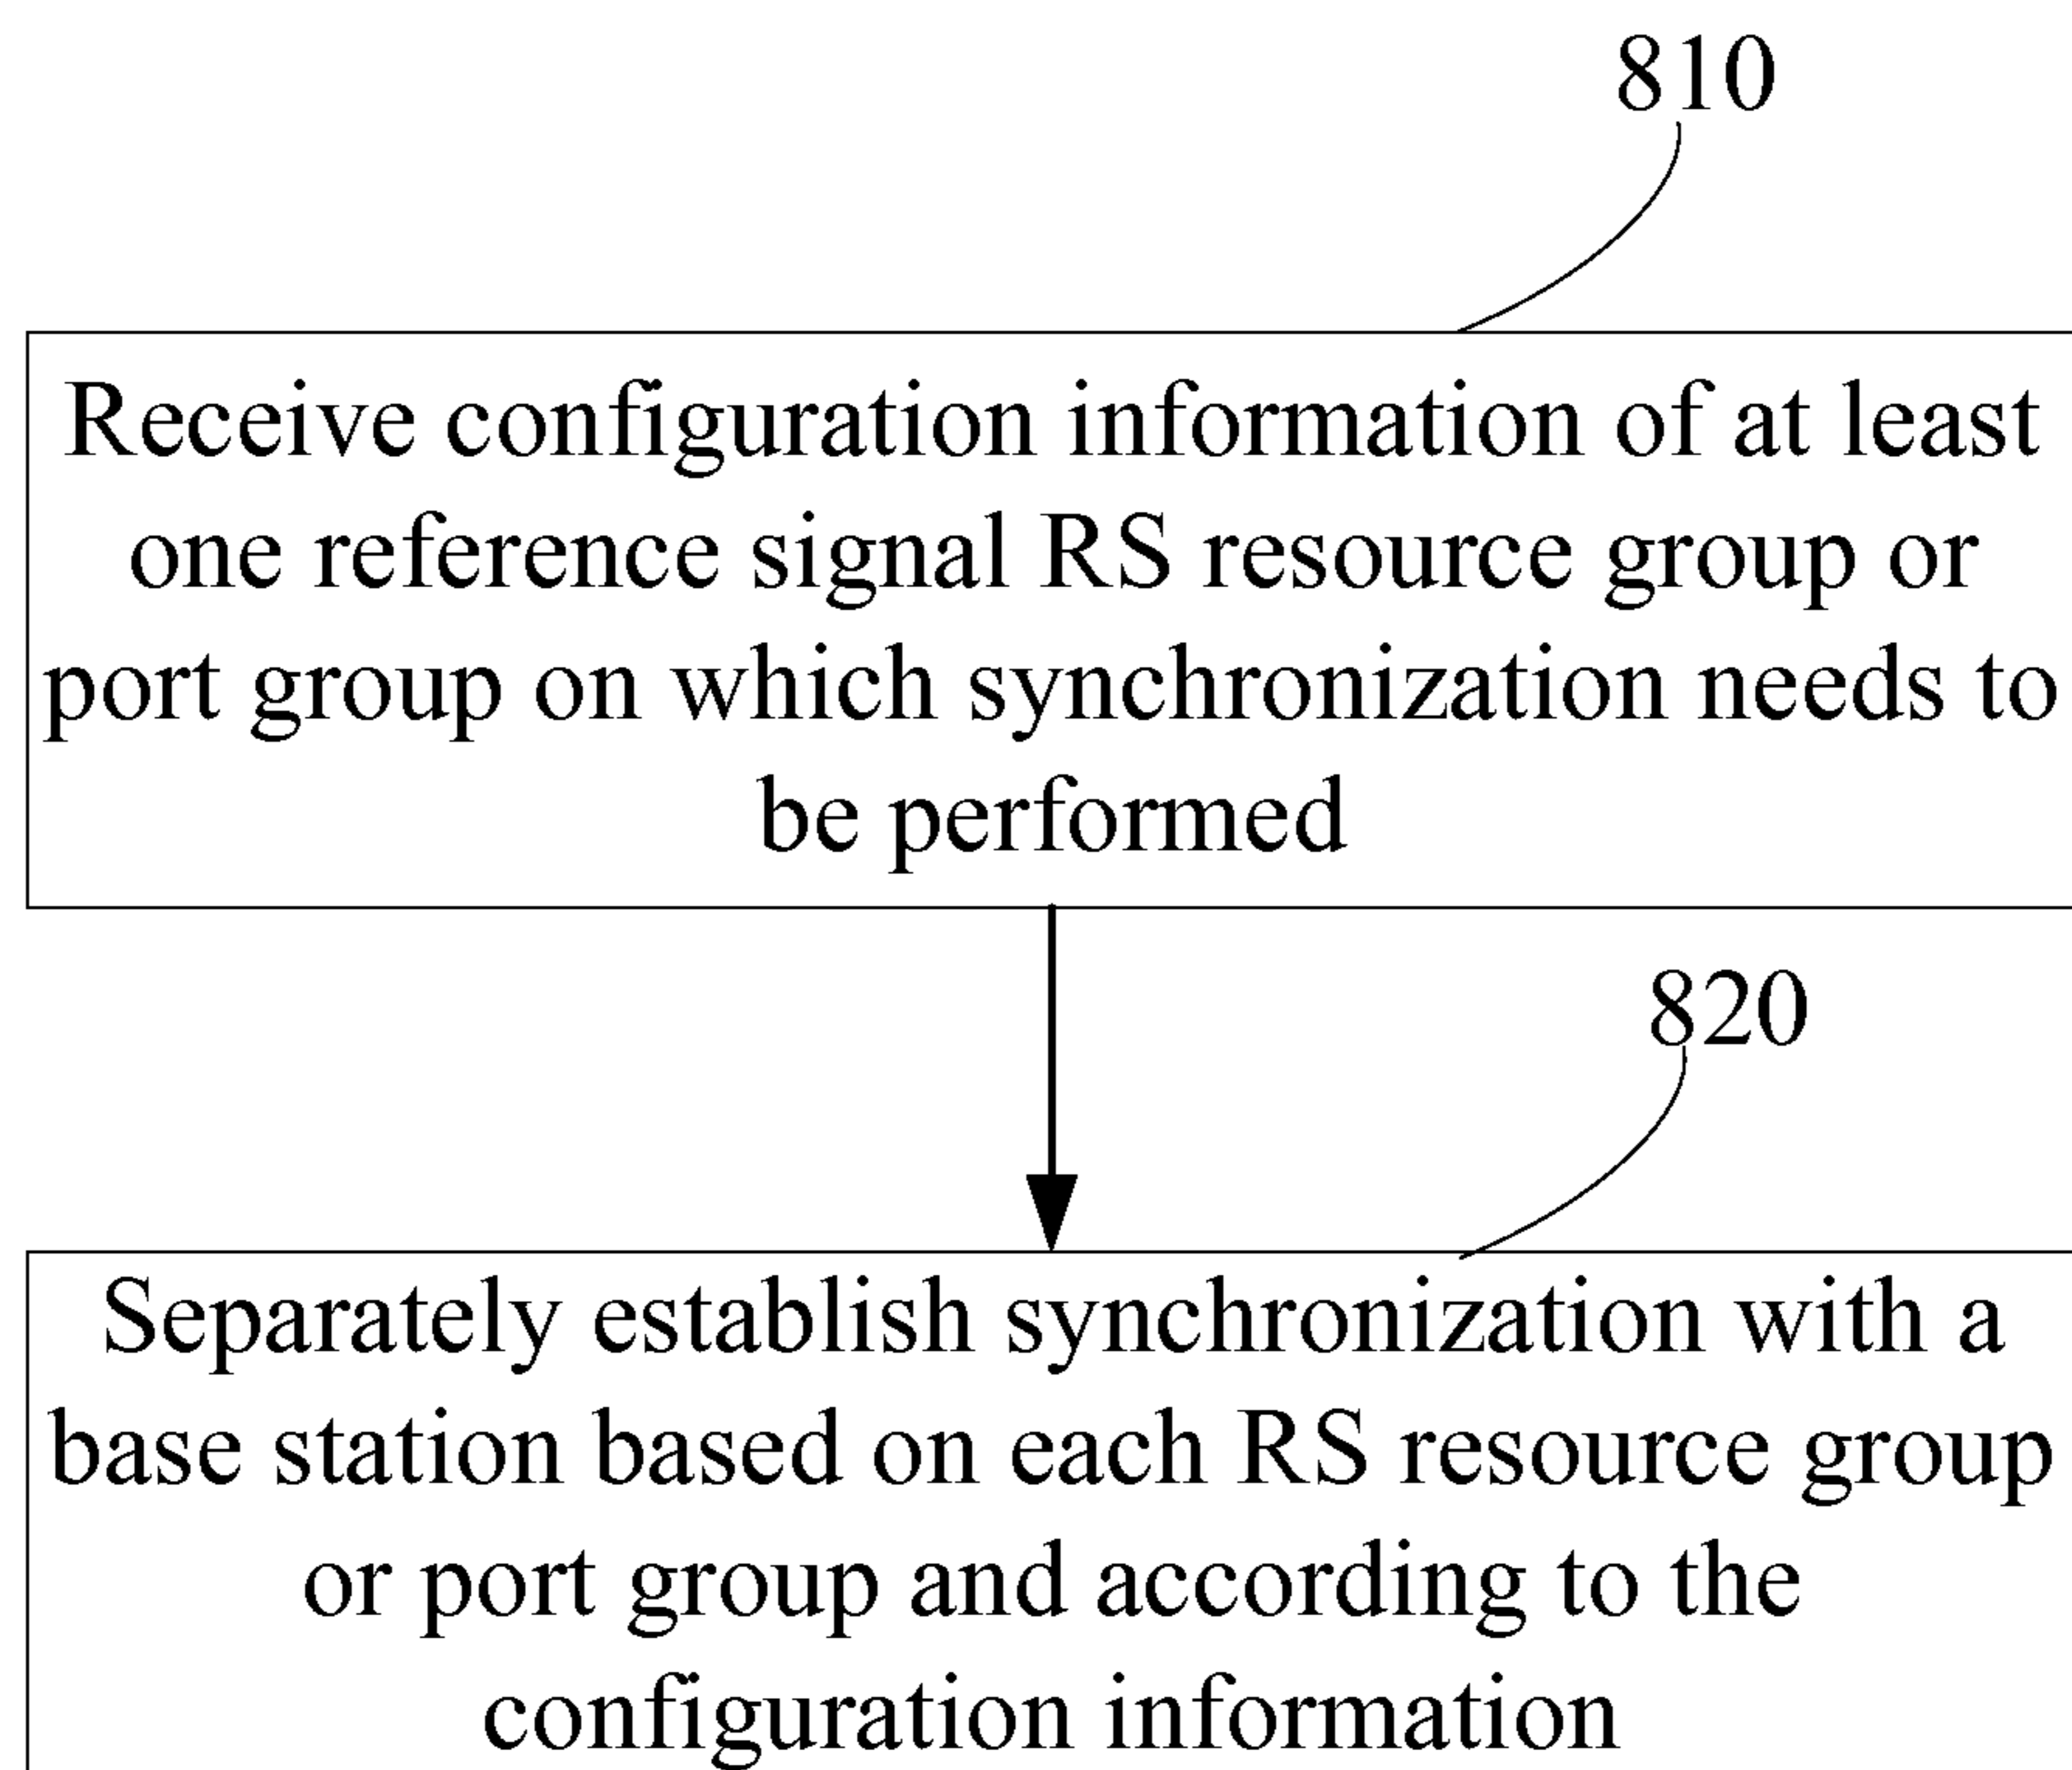 810
Receive configuration information of at least
one reference signal RS resource group or
port group on which synchronization needs to
be performed
820
Separately establish synchronization with a
base station based on each RS resource group
or port group and according to the
configuration information